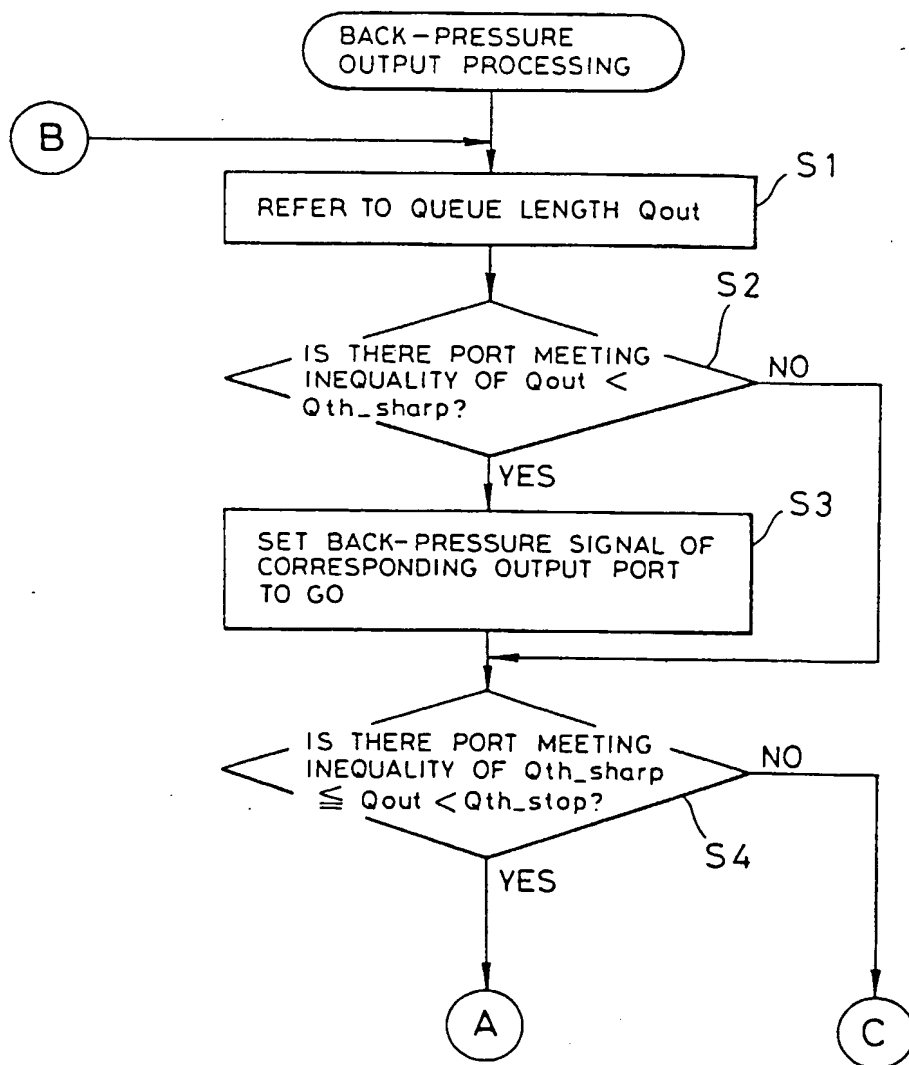 BACK-PRESSURE
OUTPUT PROCESSING
B
S1
REFER TO QUEUE LENGTH Qout
S2
IS THERE PORT MEETING
INEQUALITY OF Qout <
Qth_sharp?
NO
YES
S3
SET BACK-PRESSURE SIGNAL OF
CORRESPONDING OUTPUT PORT
TO GO
IS THERE PORT MEETING
INEQUALITY OF Qth_sharp
≦ Qout < Qth_stop?
NO
S4
YES
A
C